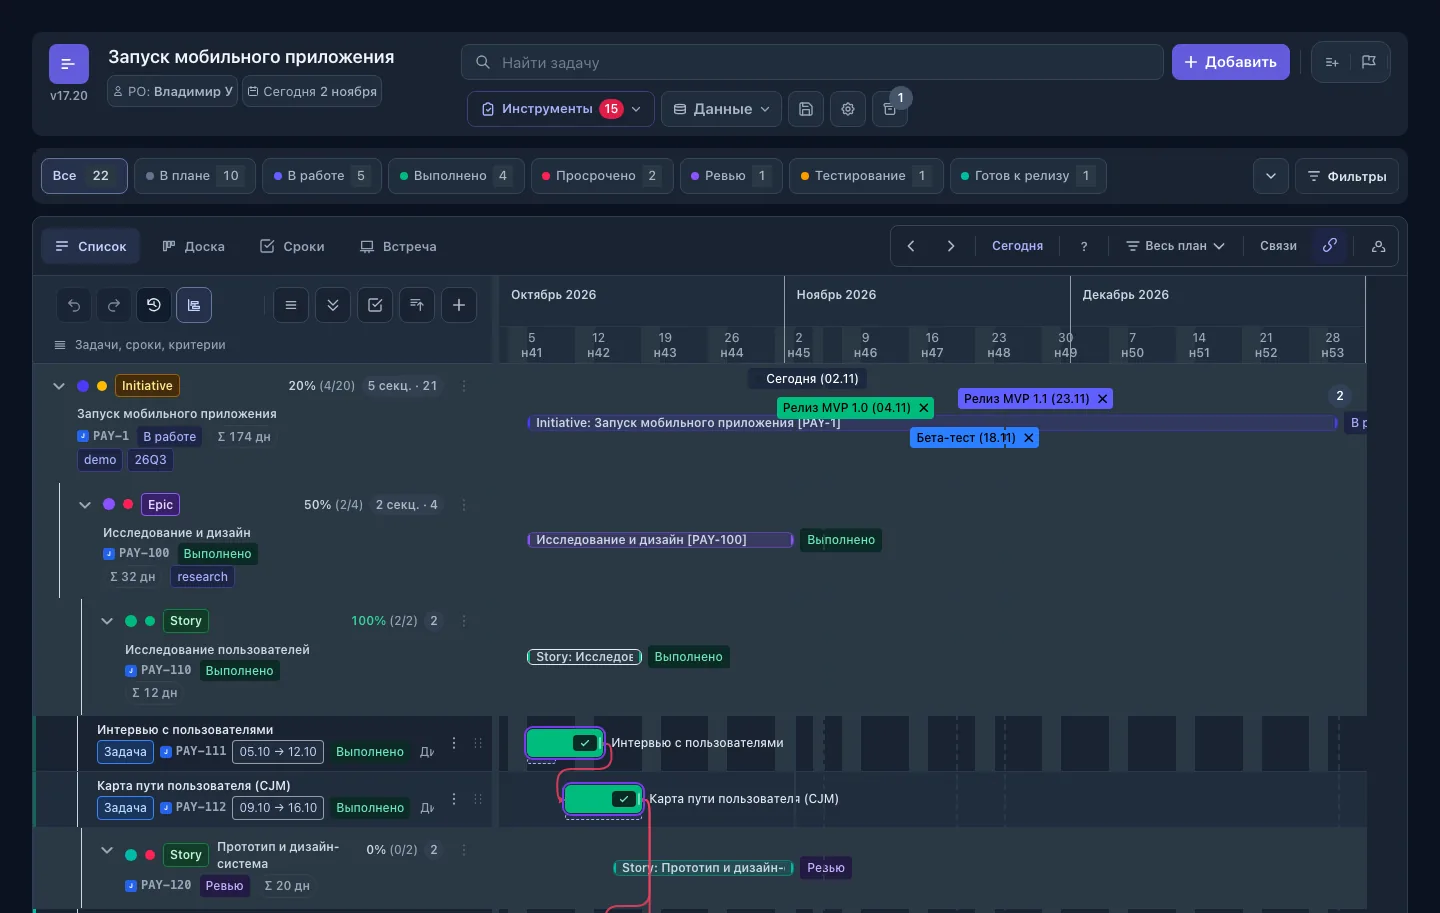 Запуск мобильного приложения
v17.20
PO: Владимир У
Сегодня 2 ноября
Найти задачу
Добавить
Инструменты 15
Данные
1
Все 22
В плане 10
В работе 5
Выполнено 4
Просрочено 2
Ревью 1
Тестирование 1
Готов к релизу 1
Фильтры
Список
Доска
Сроки
Встреча
Сегодня
?
Весь план
Связи
Задачи, сроки, критерии
Октябрь 2026
Ноябрь 2026
Декабрь 2026
5 12 19 26 2 9 16 23 30 7 14 21 28
н41 н42 н43 н44 н45 н46 н47 н48 н49 н50 н51 н52 н53
Initiative
20% (4/20)
5 секц. · 21
Запуск мобильного приложения
PAY-1 В работе Σ 174 дн
demo 26Q3
Сегодня (02.11)
Релиз MVP 1.0 (04.11)
Релиз MVP 1.1 (23.11)
2
Initiative: Запуск мобильного приложения [PAY-1]
В р
Бета-тест (18.11)
Epic
50% (2/4)
2 секц. · 4
Исследование и дизайн
PAY-100 Выполнено
Σ 32 дн research
Исследование и дизайн [PAY-100]
Выполнено
Story
100% (2/2) 2
Исследование пользователей
PAY-110 Выполнено
Σ 12 дн
Story: Исследов
Выполнено
Интервью с пользователями
Задача PAY-111 05.10 → 12.10 Выполнено Ди
Интервью с пользователями
Карта пути пользователя (CJM)
Задача PAY-112 09.10 → 16.10 Выполнено Ди
Карта пути пользователя (CJM)
Story
Прототип и дизайн-
система
0% (0/2) 2
PAY-120 Ревью Σ 20 дн
Story: Прототип и дизайн-
Ревью